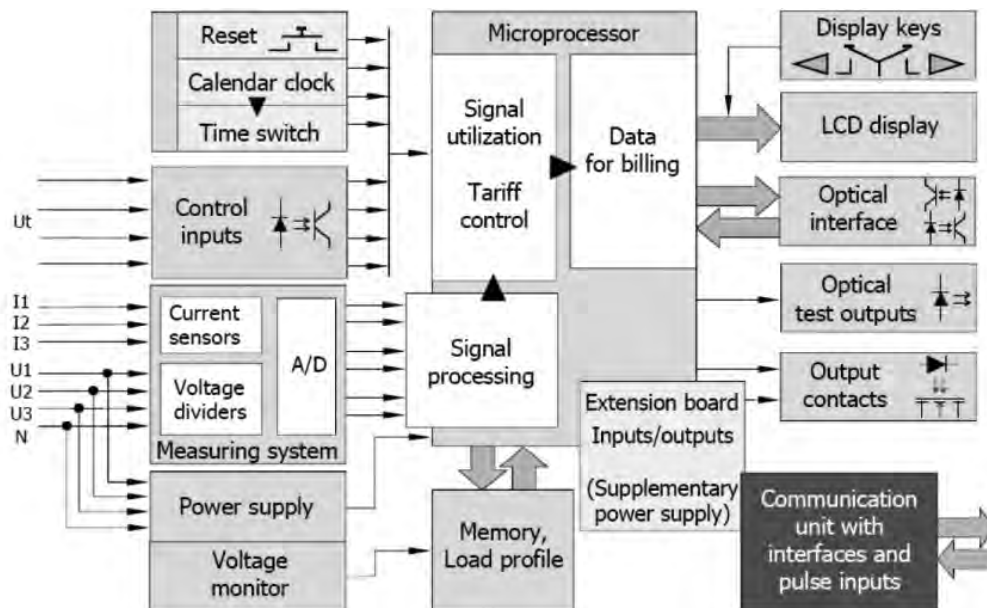 Reset
Calendar clock
Time switch
Ut
Control
inputs
I1
I2
I3
U1
U2
U3
N
Current
sensors
Voltage
dividers
A/D
Measuring system
Power supply
Voltage
monitor
Microprocessor
Signal
utilization
Tariff
control
Data
for billing
Signal
processing
Memory,
Load profile
Extension board
Inputs/outputs
(Supplementary
power supply)
Display keys
LCD display
Optical
interface
Optical
test outputs
Output
contacts
Communication
unit with
interfaces and
pulse inputs